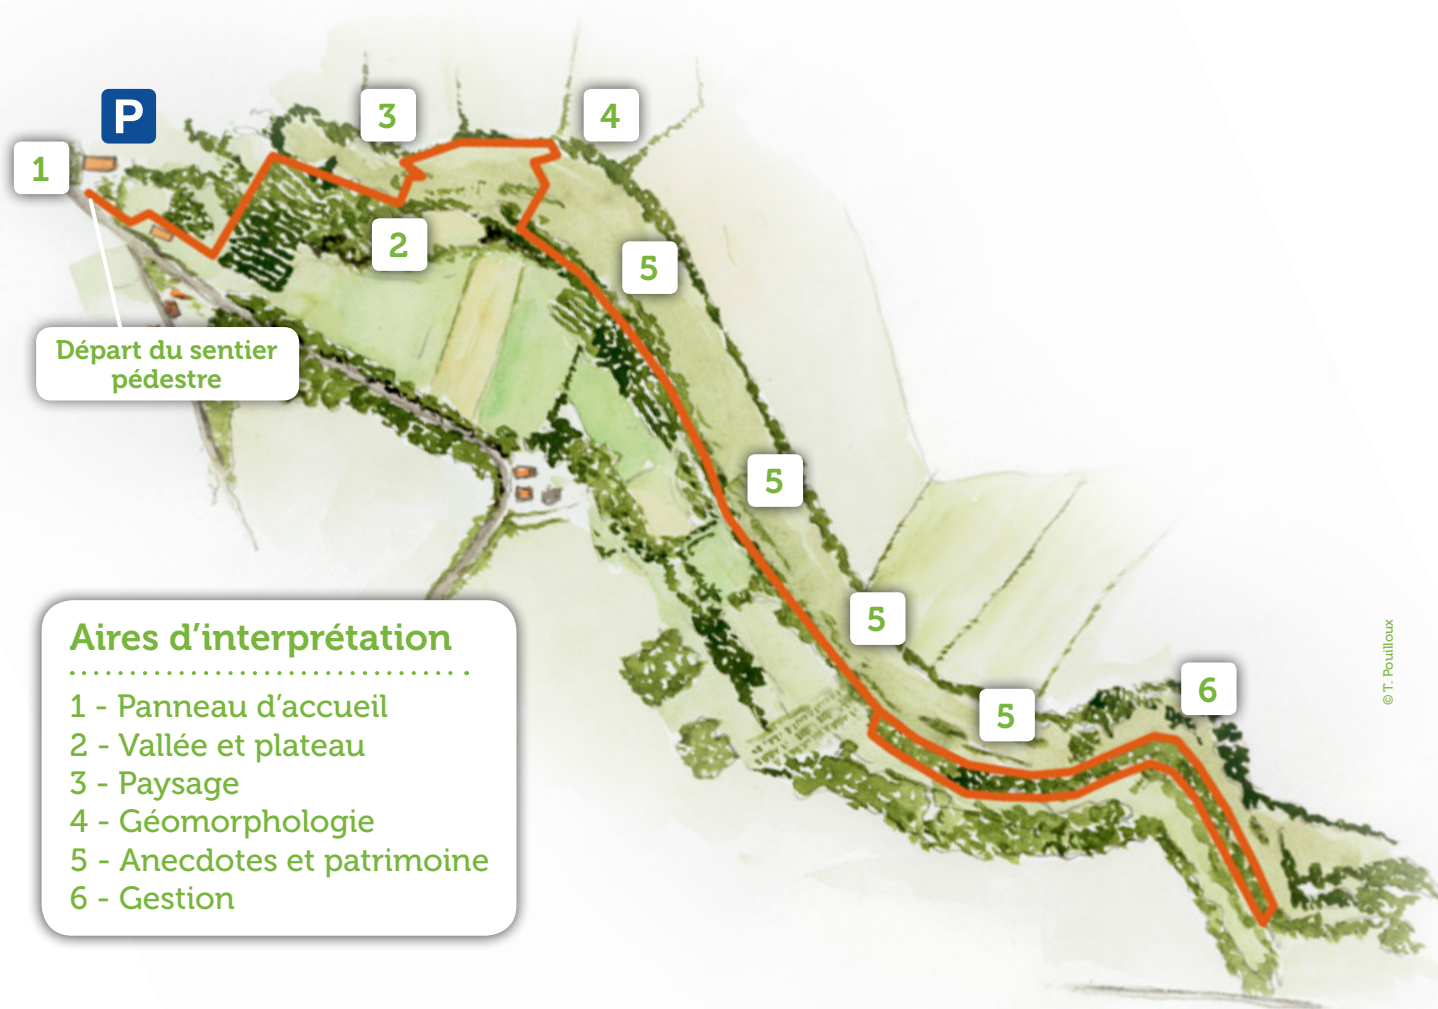 P
3
4
1
2
5
Départ du sentier
pédestre
5
5
Aires d’interprétation
1 - Panneau d’accueil
2 - Vallée et plateau
3 - Paysage
4 - Géomorphologie
5 - Anecdotes et patrimoine
6 - Gestion
6
5
© T. Pouilloux